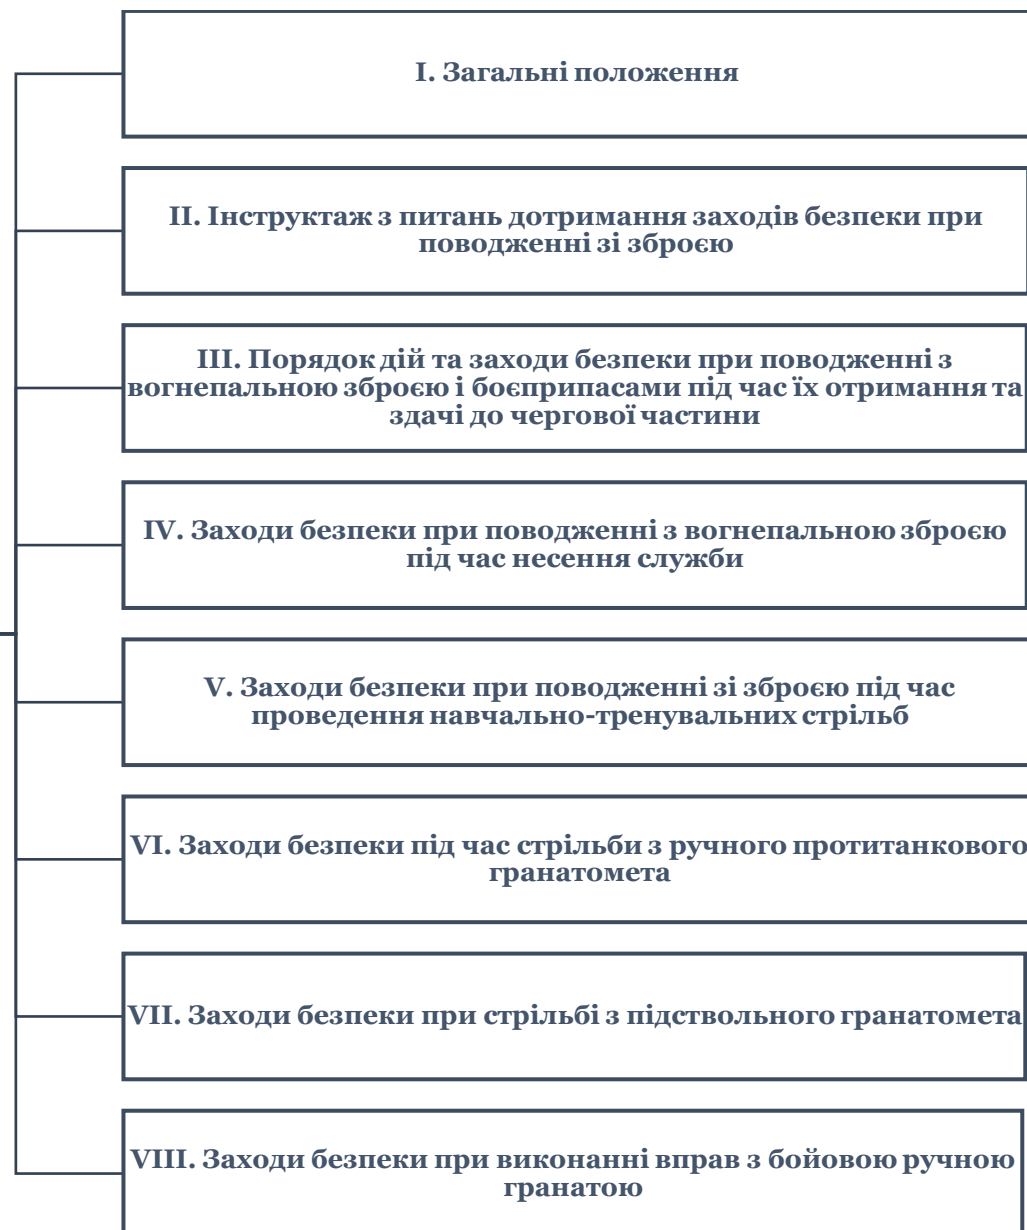 I. Загальні положення
II. Інструктаж з питань дотримання заходів безпеки при
поводженні зі зброєю
III. Порядок дій та заходи безпеки при поводженні з
вогнепальною зброєю і боєприпасами під час їх отримання та
здачі до чергової частини
IV. Заходи безпеки при поводженні з вогнепальною зброєю
під час несення служби
V. Заходи безпеки при поводженні зі зброєю під час
проведення навчально-тренувальних стрільб
VI. Заходи безпеки під час стрільби з ручного протитанкового
гранатомета
VII. Заходи безпеки при стрільбі з підствольного гранатомета
VIII. Заходи безпеки при виконанні вправ з бойовою ручною
гранатою